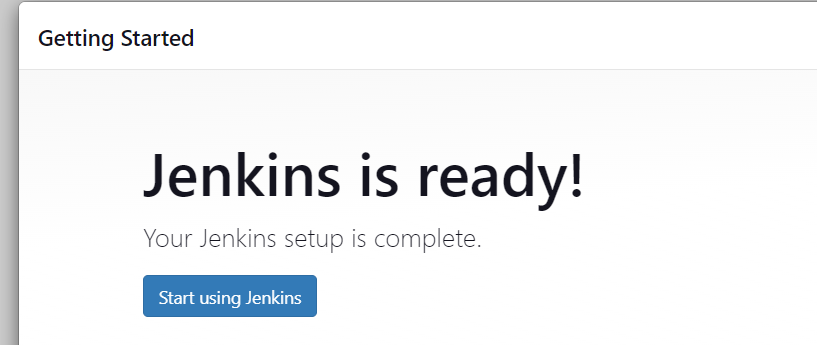 Getting Started
Jenkins is ready!
Your Jenkins setup is complete.
Start using Jenkins